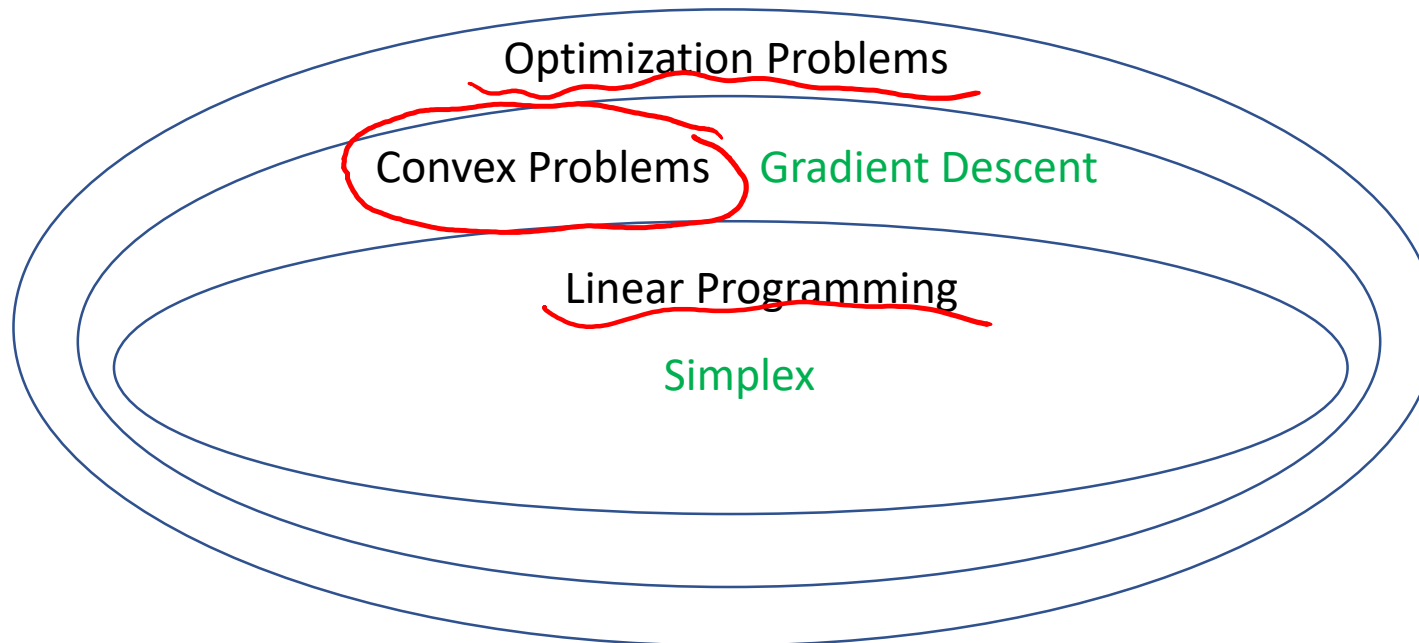 Optimization Problems
Convex Problems Gradient Descent
Linear Programming
Simplex